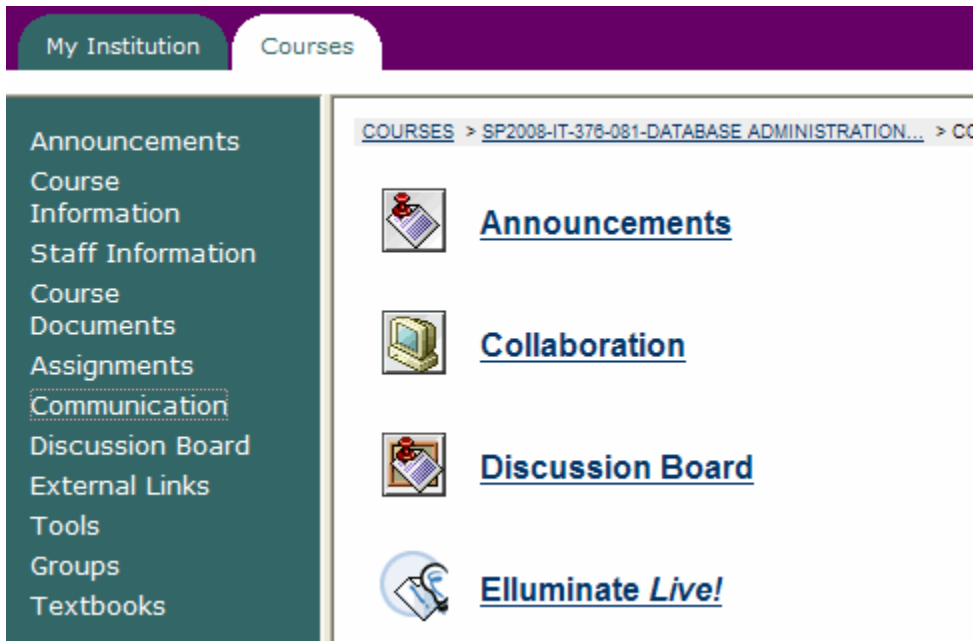 My Institution
Courses
Announcements
Course
Information
Staff Information
Course
Documents
Assignments
Communication
Discussion Board
External Links
Tools
Groups
Textbooks
COURSES > SP2008-IT-376-081-DATABASE ADMINISTRATION... > CO
Announcements
Collaboration
Discussion Board
Elluminate Live!